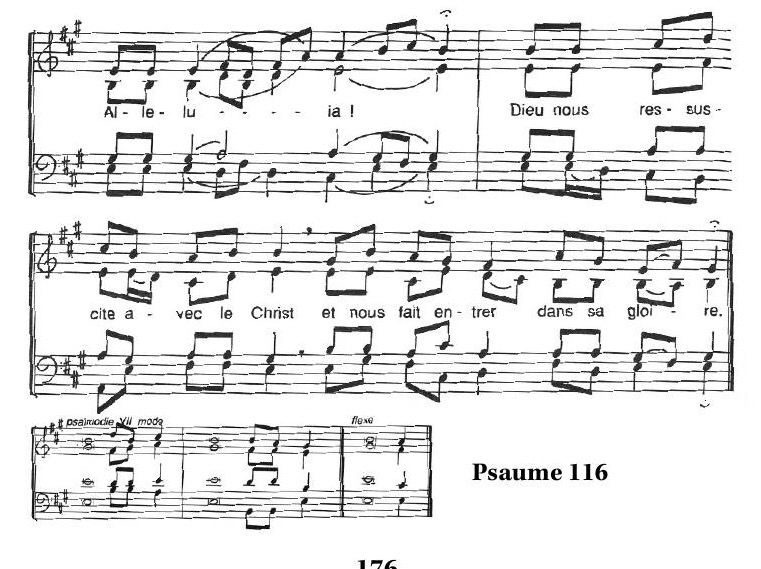 Al - le - lu - - - - ia ! Dieu nous res - sus -
cite a - vec le Christ et nous fait en - trer dans sa gloi - re.
psalmodie XII mode flexe
Psaume 116
176